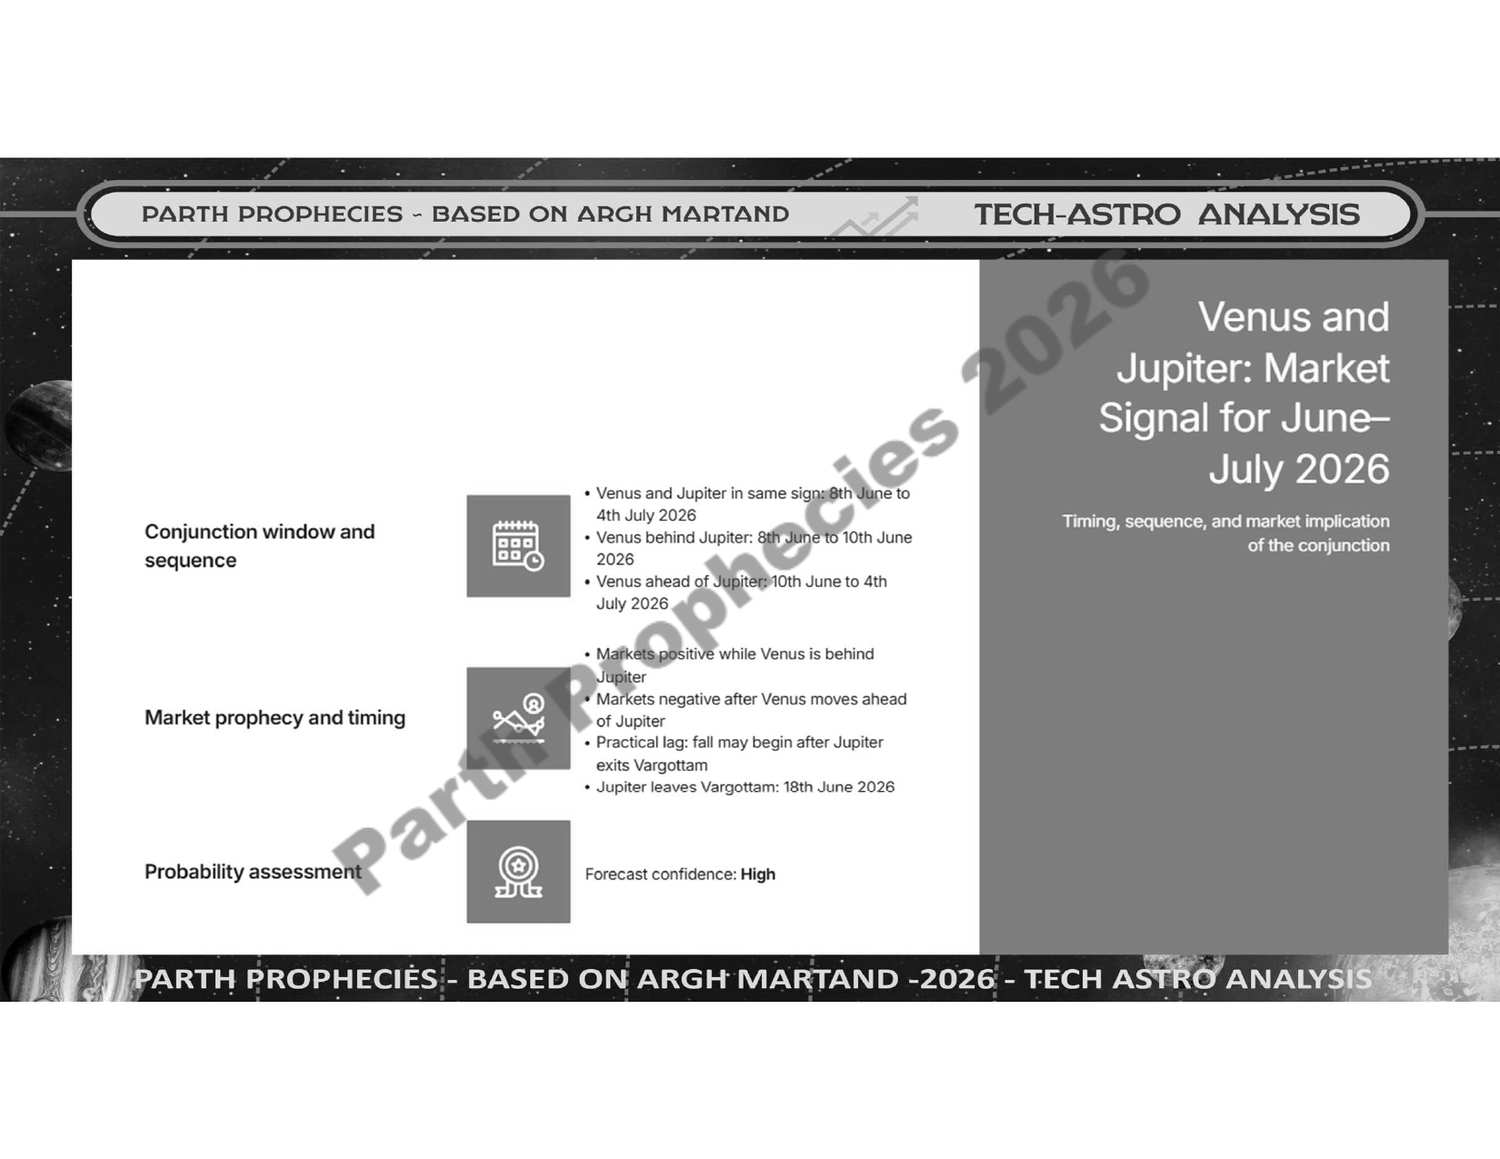 PARTH PROPHECIES ~ BASED ON ARGH MARTAND
TECH-ASTRO ANALYSIS
Venus and
Jupiter: Market
Signal for June–
July 2026
Timing, sequence, and market implication
of the conjunction
Conjunction window and
sequence
• Venus and Jupiter in same sign: 8th June to
4th July 2026
• Venus behind Jupiter: 8th June to 10th June
2026
• Venus ahead of Jupiter: 10th June to 4th
July 2026
Market prophecy and timing
• Markets positive while Venus is behind
Jupiter
• Markets negative after Venus moves ahead
of Jupiter
• Practical lag: fall may begin after Jupiter
exits Vargottam
• Jupiter leaves Vargottam: 18th June 2026
Probability assessment
Forecast confidence: High
Parth Prophecies 2026
PARTH PROPHECIES - BASED ON ARGH MARTAND -2026 - TECH ASTRO ANALYSIS